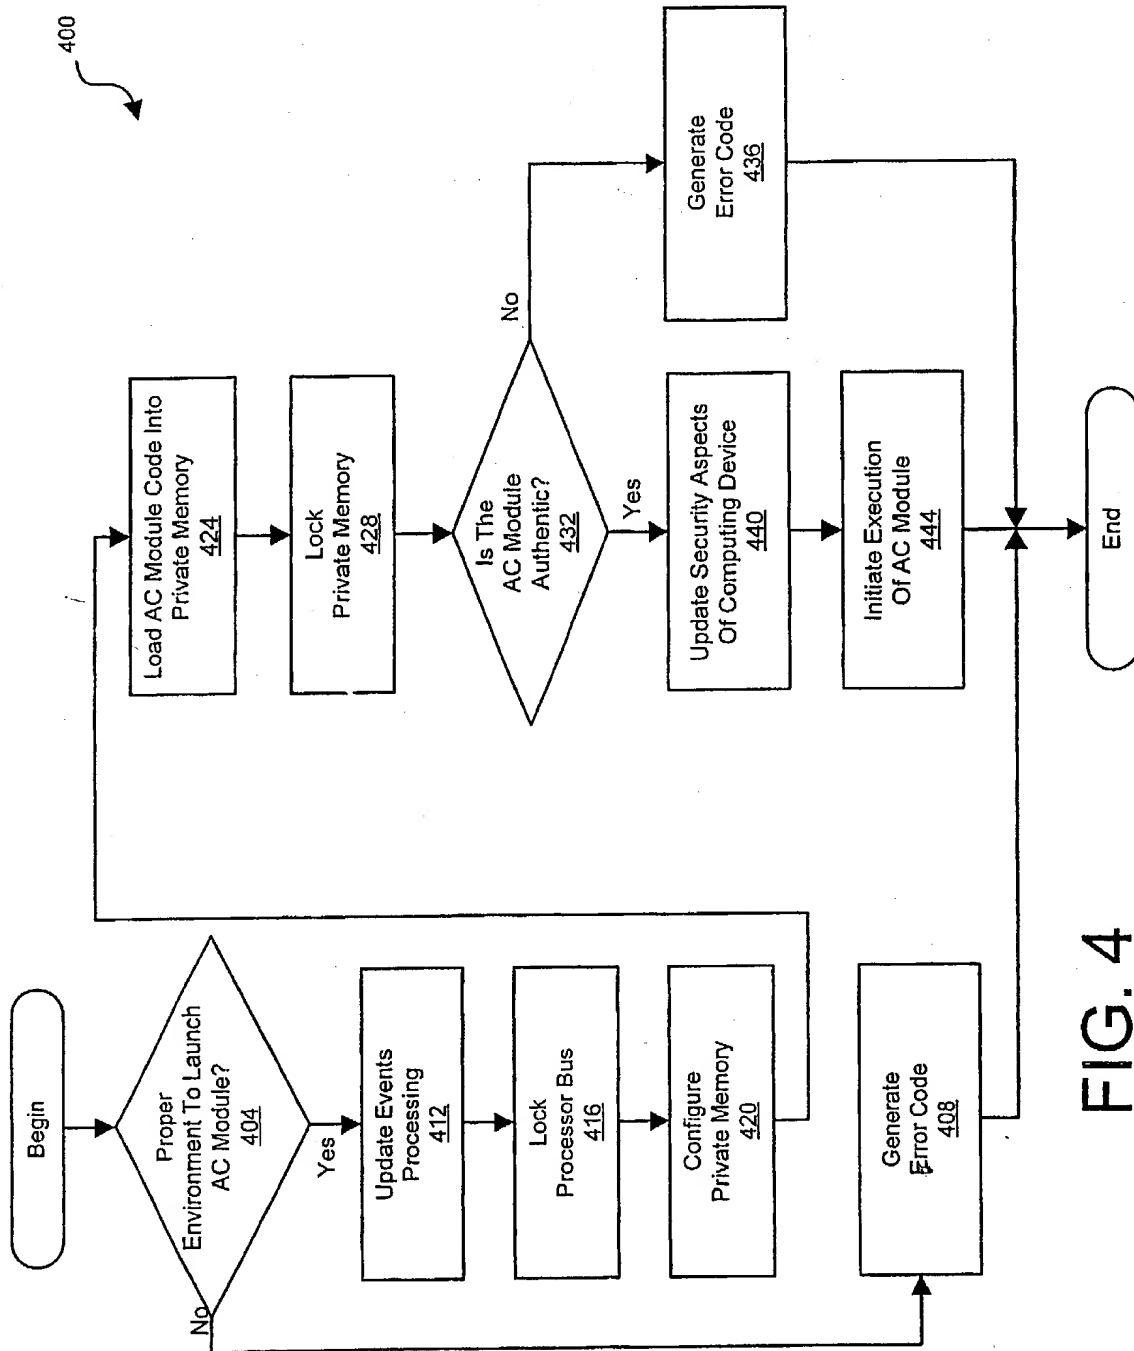 400
Begin
Proper
Environment To Launch
AC Module?
404
No
Yes
Update Events
Processing
412
Lock
Processor Bus
416
Configure
Private Memory
420
Generate
Error Code
408
Load AC Module Code Into
Private Memory
424
Lock
Private Memory
428
Is The
AC Module
Authentic?
432
No
Yes
Generate
Error Code
436
Update Security Aspects
Of Computing Device
440
Initiate Execution
Of AC Module
444
End
FIG. 4